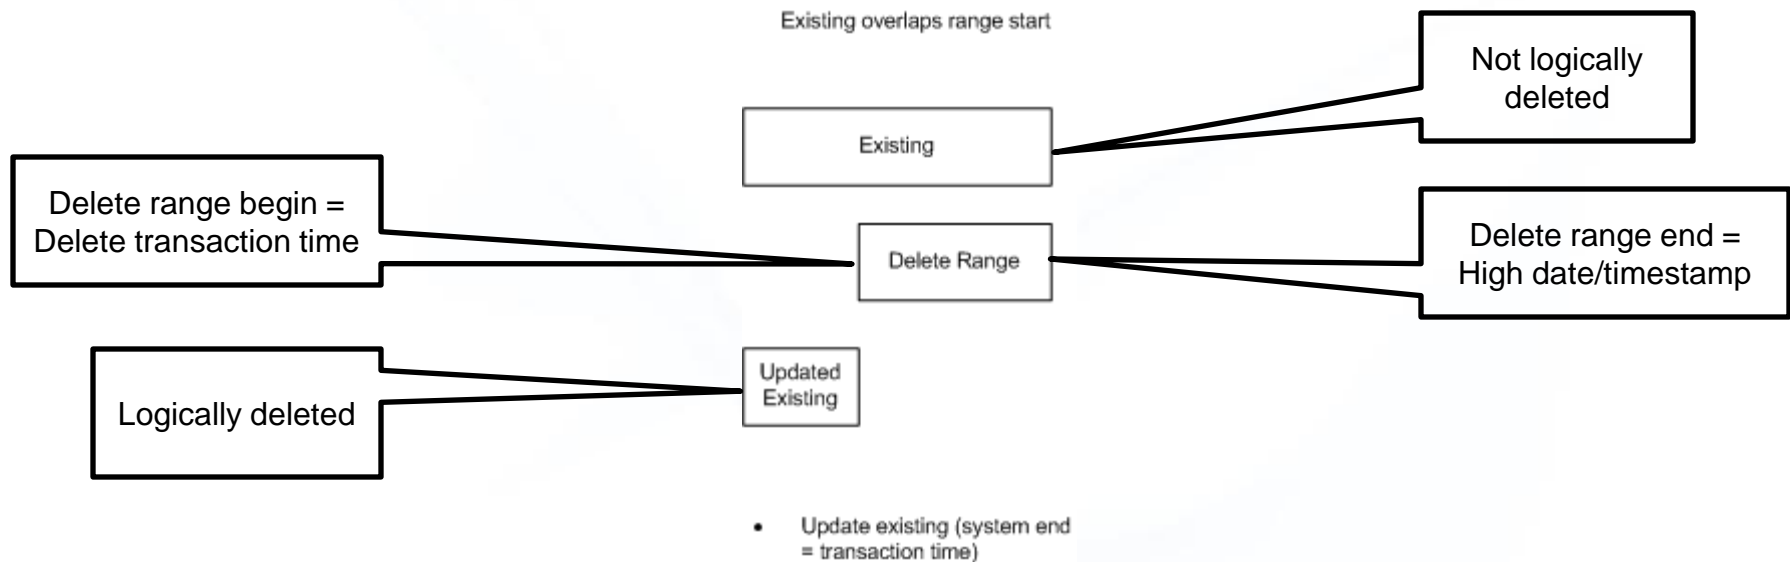 Existing overlaps range start
Not logically
deleted
Existing
Delete range begin =
Delete transaction time
Delete Range
Delete range end =
High date/timestamp
Updated
Existing
Logically deleted
• Update existing (system end
= transaction time)